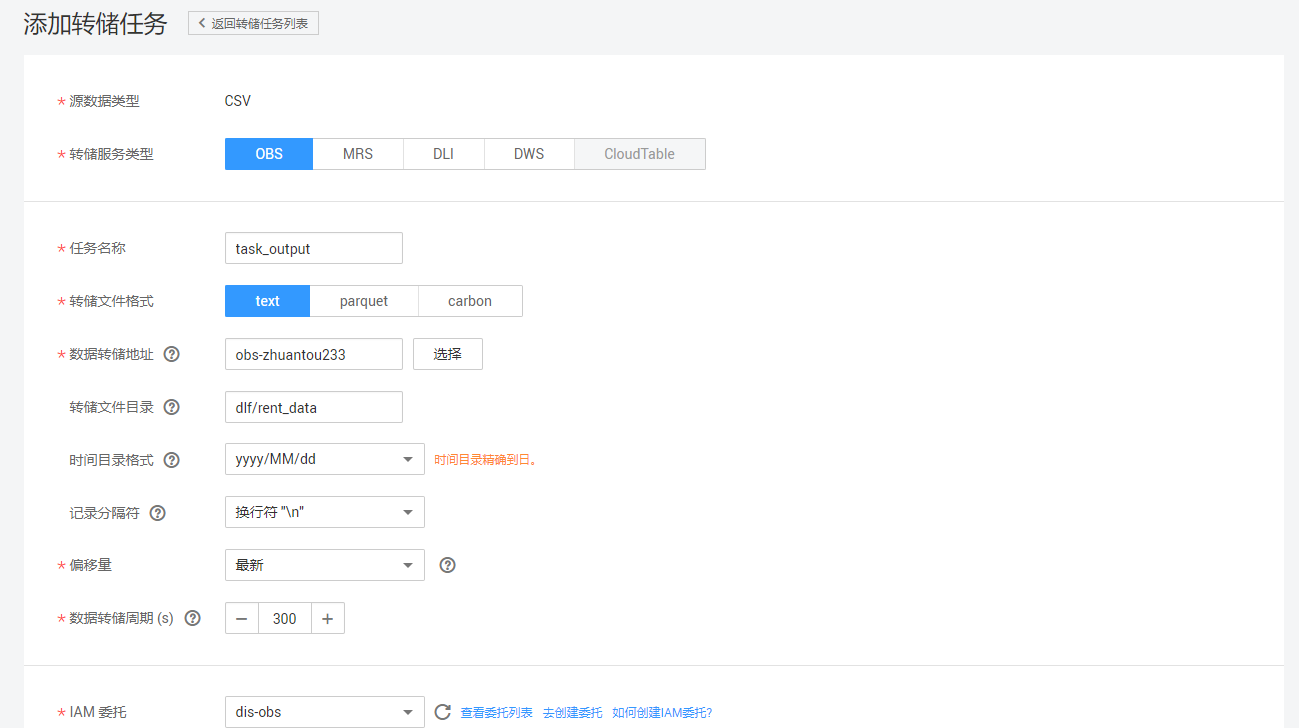 添加转储任务 返回转储任务列表
* 源数据类型 CSV
* 转储服务类型 OBS MRS DLI DWS CloudTable
* 任务名称 task_output
* 转储文件格式 text parquet carbon
* 数据转储地址 ? obs-zhuantou233 选择
转储文件目录 ? dlf/rent_data
时间目录格式 ? yyyy/MM/dd 时间目录精确到日。
记录分隔符 ? 换行符 "\n"
* 偏移量 最新 ?
* 数据转储周期 (s) ? − 300 +
* IAM 委托 dis-obs 查看委托列表 去创建委托 如何创建IAM委托?